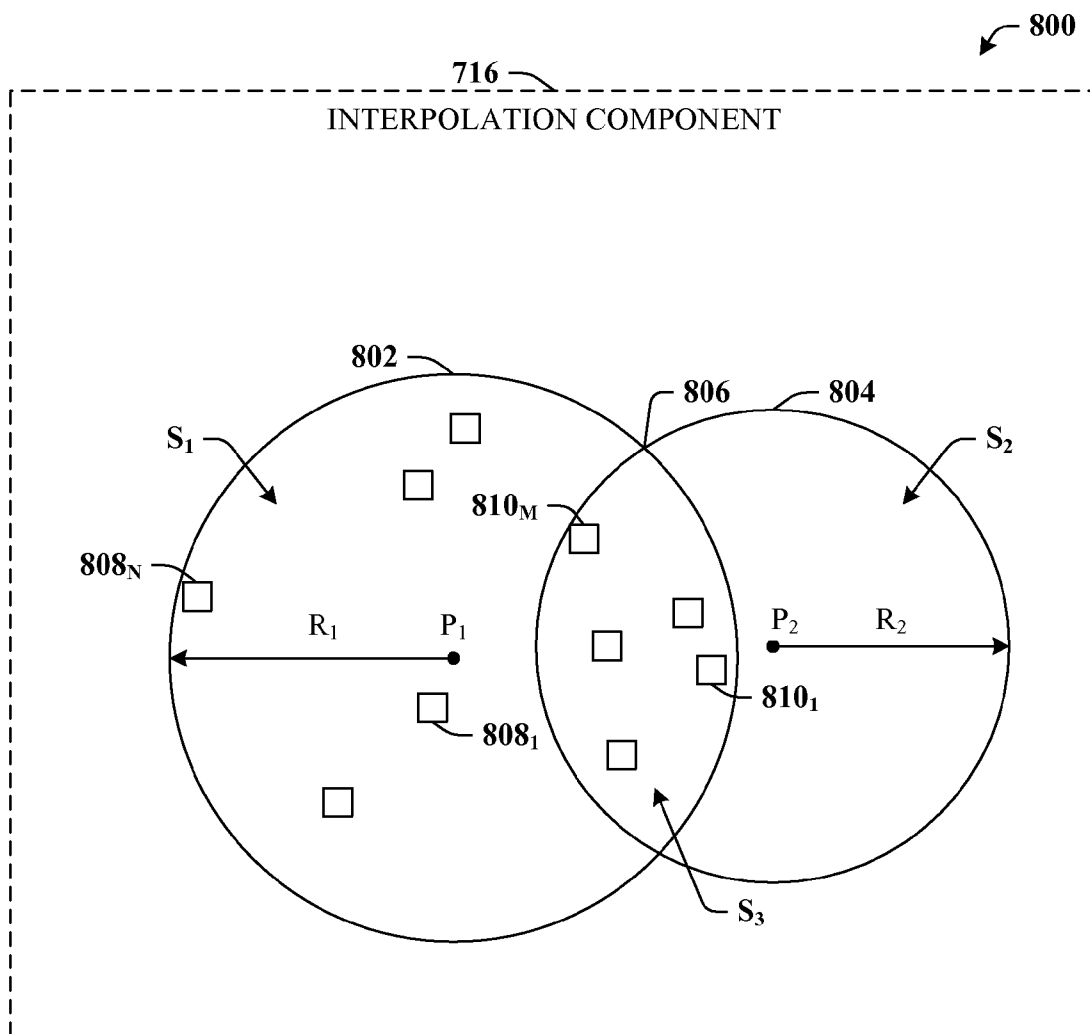 800
716
INTERPOLATION COMPONENT
802
806
804
S₁
S₂
810ₘ
808ₙ
R₁
P₁
P₂
R₂
810₁
808₁
S₃